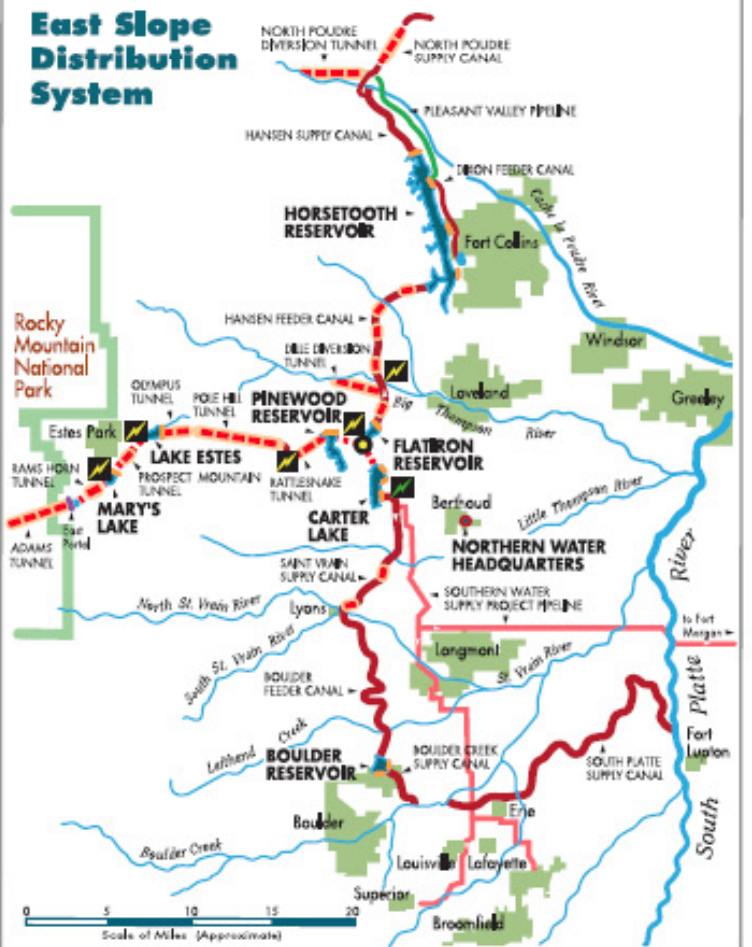 East Slope
Distribution
System
NORTH POUDRE
DIVERSION TUNNEL
NORTH POUDRE
SUPPLY CANAL
PLEASANT VALLEY PIPELINE
HANSEN SUPPLY CANAL
DIXON FEEDER CANAL
HORSETOOTH
RESERVOIR
Cache la Poudre River
Fort Collins
Rocky
Mountain
National
Park
HANSEN FEEDER CANAL
Windsor
DILLE DIVERSION
TUNNEL
OLYMPUS
TUNNEL
POLE HILL
TUNNEL
PINEWOOD
RESERVOIR
Loveland
Greeley
Big Thompson River
Estes Park
LAKE ESTES
FLATIRON
RESERVOIR
RAMS HORN
TUNNEL
PROSPECT MOUNTAIN
TUNNEL
RATTLESNAKE
TUNNEL
MARY'S
LAKE
East
Portal
ADAMS
TUNNEL
CARTER
LAKE
Berthoud
Little Thompson River
NORTHERN WATER
HEADQUARTERS
SAINT VRAIN
SUPPLY CANAL
SOUTHERN WATER
SUPPLY PROJECT PIPELINE
North St. Vrain River
Lyons
to Fort
Morgan
South St. Vrain River
Longmont
St. Vrain River
BOULDER
FEEDER CANAL
Lefthand Creek
BOULDER
RESERVOIR
BOULDER CREEK
SUPPLY CANAL
SOUTH PLATTE
SUPPLY CANAL
Fort
Lupton
South Platte River
Erie
Boulder
Boulder Creek
Louisville
Lafayette
Superior
Broomfield
0 5 10 15 20
Scale of Miles (Approximate)